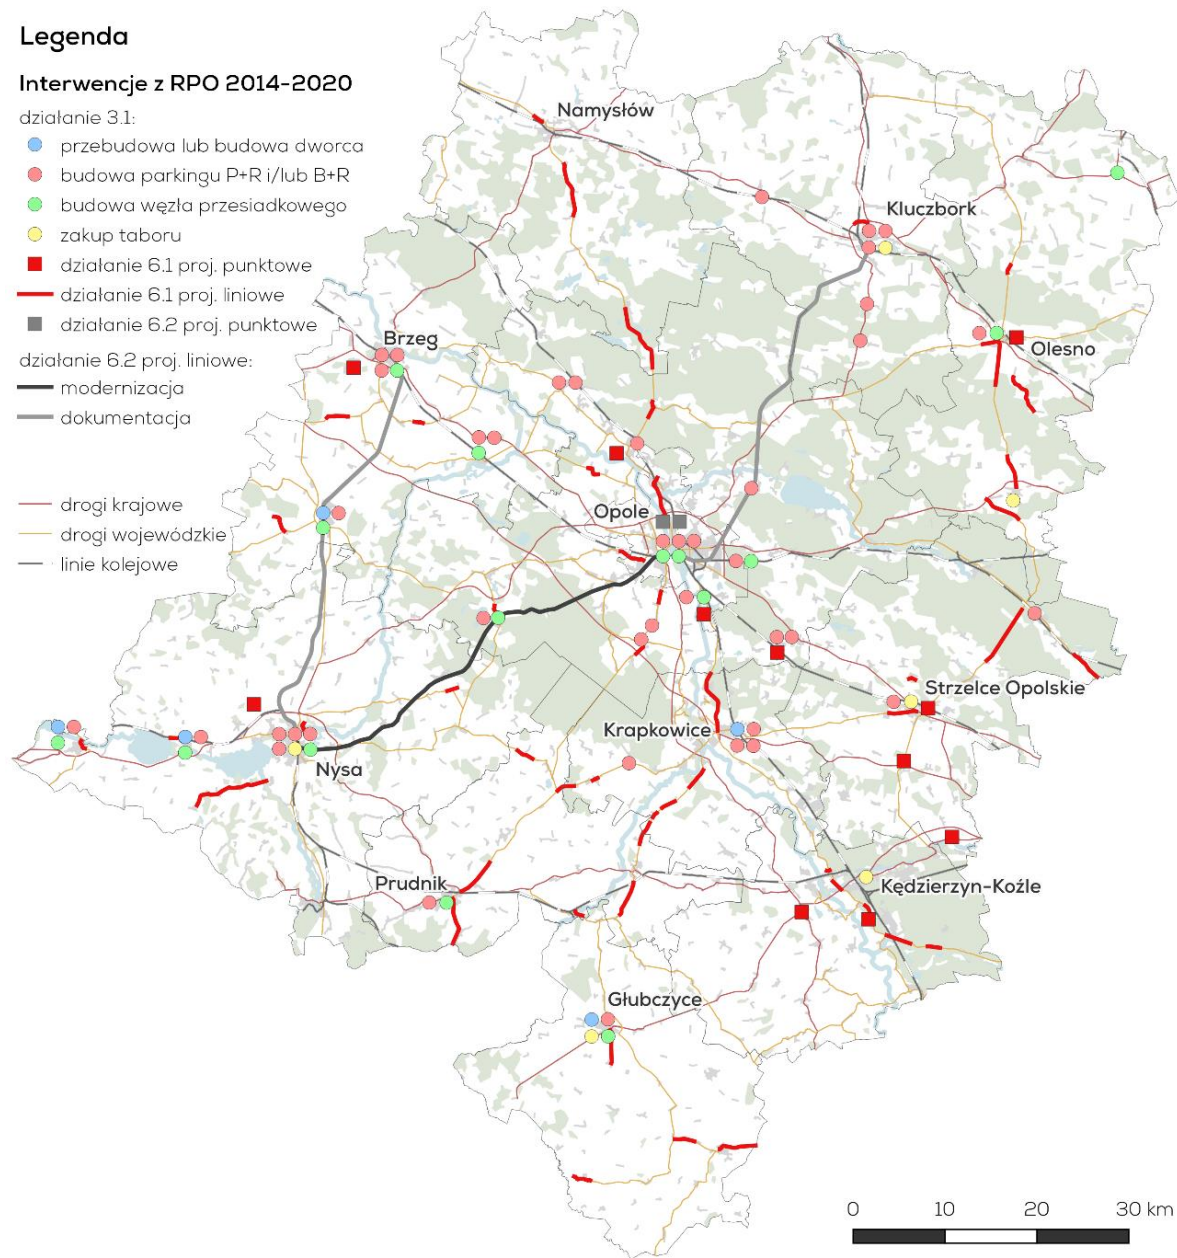 Legenda
Interwencje z RPO 2014-2020
działanie 3.1:
przebudowa lub budowa dworca
budowa parkingu P+R i/lub B+R
budowa węzła przesiadkowego
zakup taboru
działanie 6.1 proj. punktowe
działanie 6.1 proj. liniowe
działanie 6.2 proj. punktowe
działanie 6.2 proj. liniowe:
modernizacja
dokumentacja
drogi krajowe
drogi wojewódzkie
linie kolejowe
Namysłów
Kluczbork
Brzeg
Olesno
Opole
Strzelce Opolskie
Krapkowice
Nysa
Prudnik
Kędzierzyn-Koźle
Głubczyce
0 10 20 30 km